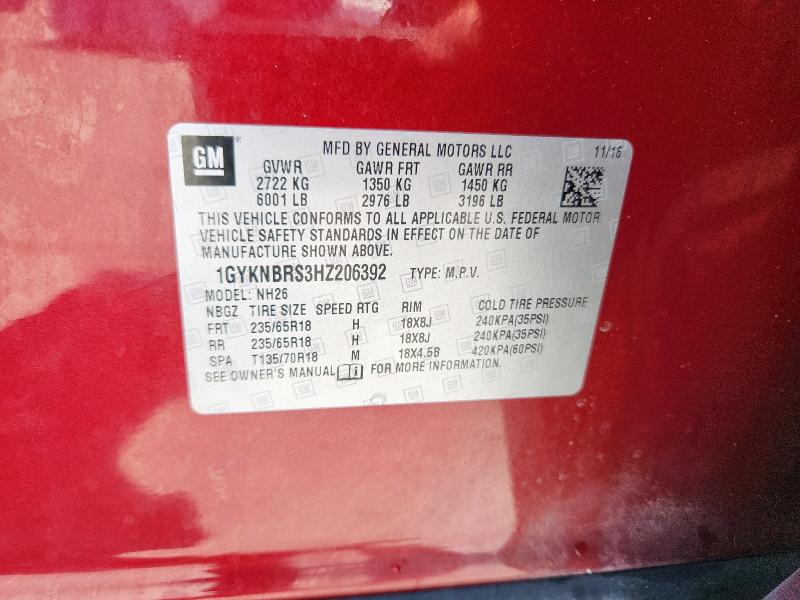 GM
MFD BY GENERAL MOTORS LLC 11/16
GVWR GAWR FRT GAWR RR
2722 KG 1350 KG 1450 KG
6001 LB 2976 LB 3196 LB
THIS VEHICLE CONFORMS TO ALL APPLICABLE U.S. FEDERAL MOTOR
VEHICLE SAFETY STANDARDS IN EFFECT ON THE DATE OF
MANUFACTURE SHOWN ABOVE.
1GYKNBRS3HZ206392 TYPE: M.P.V.
MODEL: NH26
NBGZ TIRE SIZE SPEED RTG RIM COLD TIRE PRESSURE
FRT 235/65R18 H 18X8J 240KPA(35PSI)
RR 235/65R18 H 18X8J 240KPA(35PSI)
SPA T135/70R18 M 18X4.5B 420KPA(60PSI)
SEE OWNER'S MANUAL i FOR MORE INFORMATION.